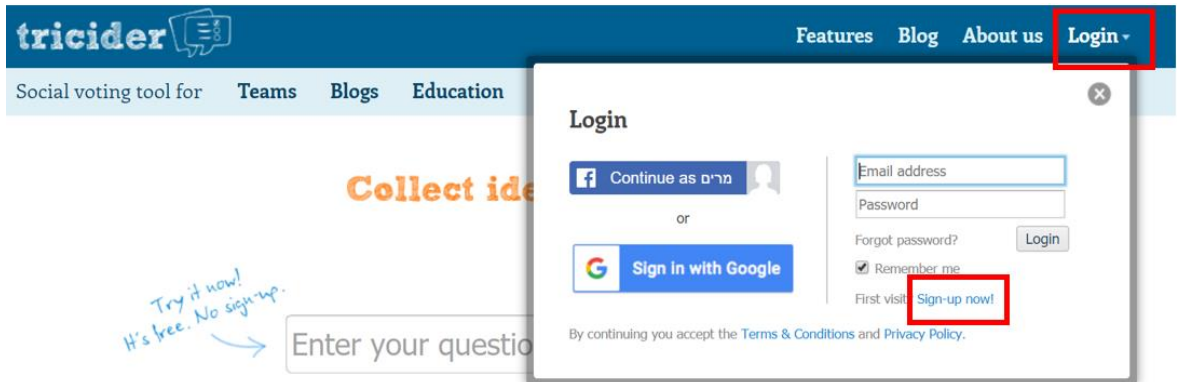 tricider
Features Blog About us Login
Social voting tool for Teams Blogs Education
Collect ide
Try it now!
It's free. No sign-up.
Enter your questio
Login
Continue as מרים
or
Sign in with Google
Email address
Password
Forgot password? Login
Remember me
First visit Sign-up now!
By continuing you accept the Terms & Conditions and Privacy Policy.